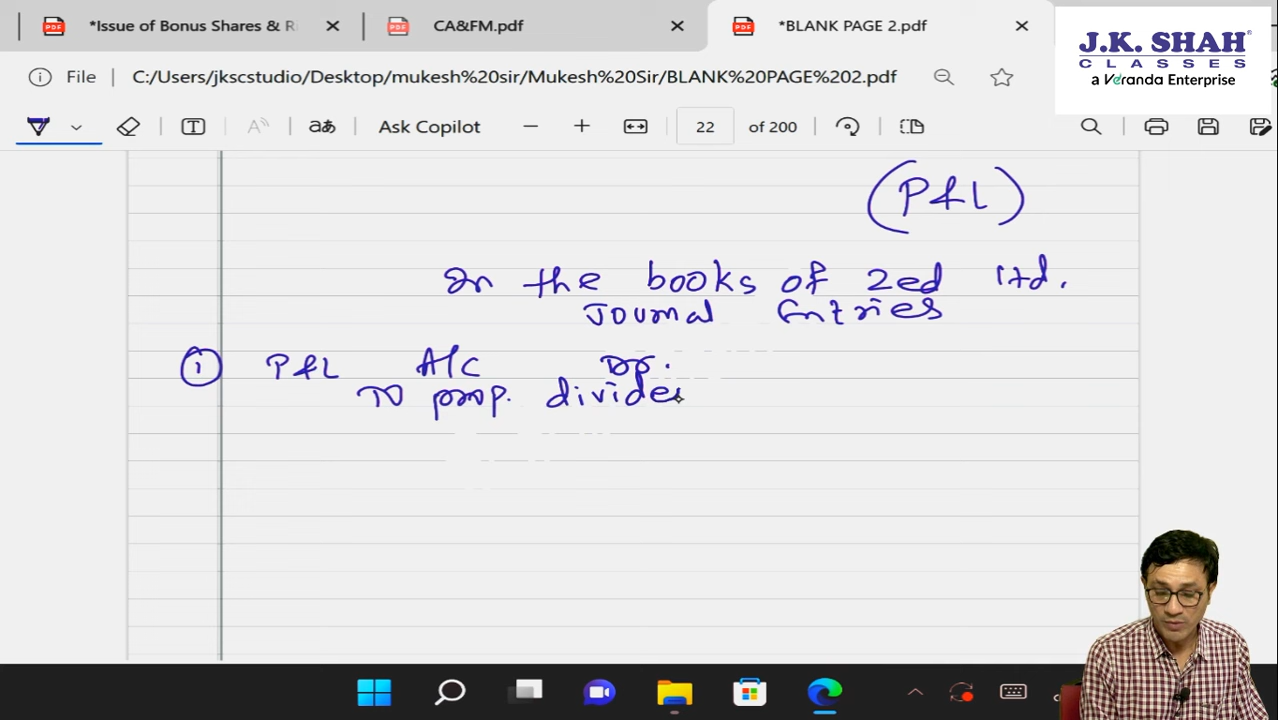 *Issue of Bonus Shares & Ri
CA&FM.pdf
*BLANK PAGE 2.pdf
J.K. SHAH
CLASSES
a Veranda Enterprise
File
C:/Users/jkscstudio/Desktop/mukesh%20sir/Mukesh%20Sir/BLANK%20PAGE%202.pdf
Ask Copilot
22 of 200
(P&L)
In the books of Zed Ltd.
Journal Entries
① P&L A/c Dr.
To prop. divide